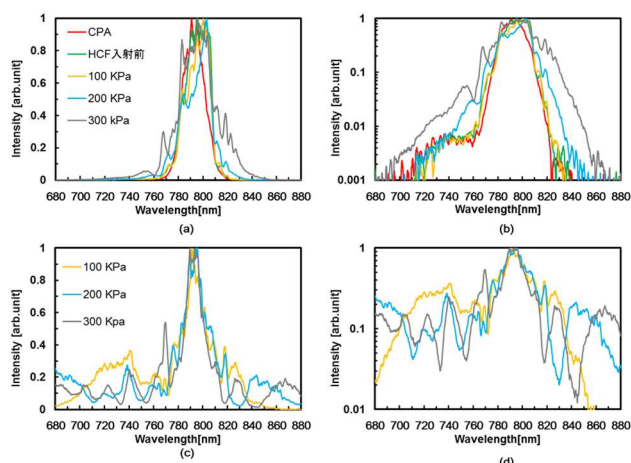 Intensity [arb.unit]
1
0.8
0.6
0.4
0.2
0
CPA
HCF入射前
100 KPa
200 KPa
300 kPa
680 700 720 740 760 780 800 820 840 860 880
Wavelength[nm]
(a)
Intensity [arb.unit]
1
0.1
0.01
0.001
680 700 720 740 760 780 800 820 840 860 880
Wavelength[nm]
(b)
Intensity [arb.unit]
1
0.8
0.6
0.4
0.2
0
100 KPa
200 KPa
300 Kpa
680 700 720 740 760 780 800 820 840 860 880
Wavelength[nm]
(c)
Intensity [arb.unit]
1
0.1
0.01
680 700 720 740 760 780 800 820 840 860 880
Wavelength[nm]
(d)